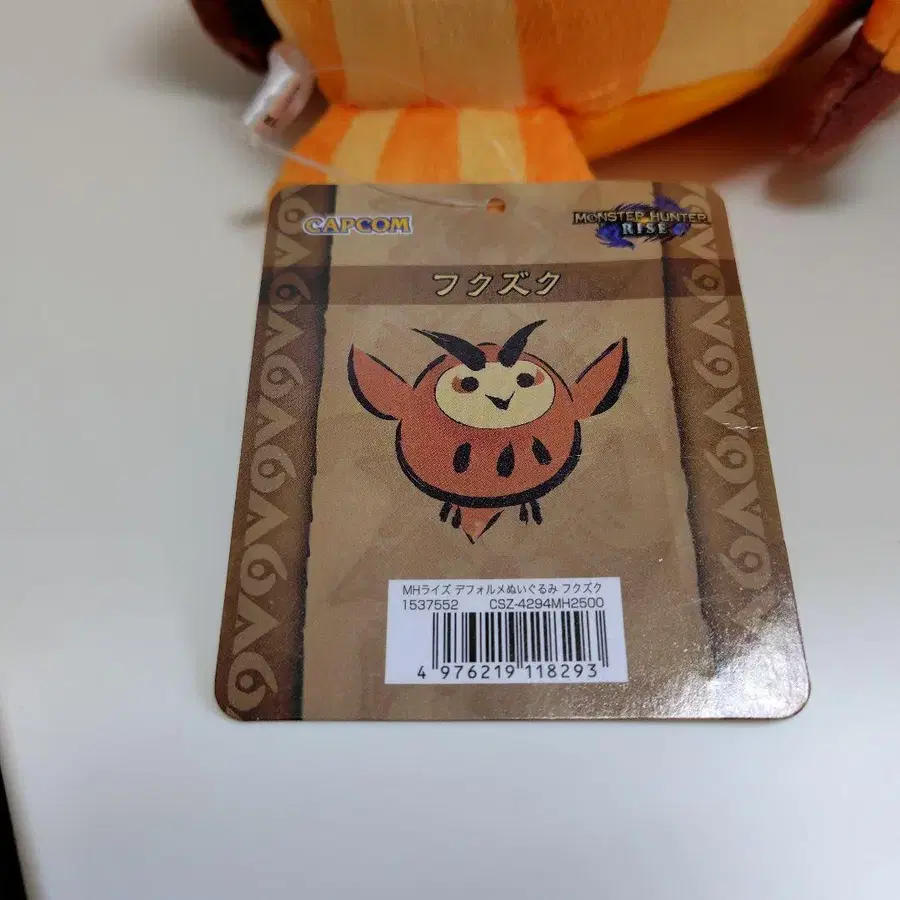 CAPCOM
MONSTER HUNTER
RISE
フクズク
MHライズ デフォルメぬいぐるみ フクズク
1537552 CSZ-4294MH2500
4 976219 118293